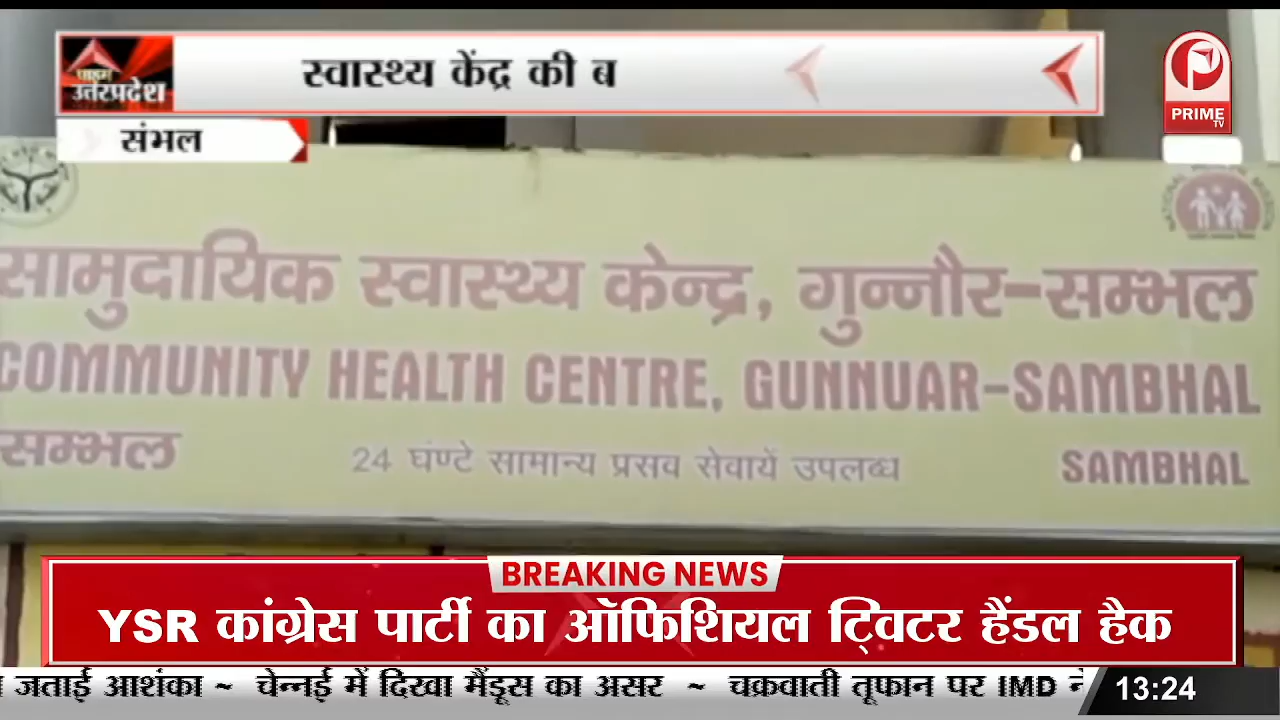 प्राइम
उत्तरप्रदेश
स्वास्थ्य केंद्र की ब
PRIME
TV
संभल
सामुदायिक स्वास्थ्य केन्द्र, गुन्नौर-सम्भल
COMMUNITY HEALTH CENTRE, GUNNUAR-SAMBHAL
सम्भल
24 घण्टे सामान्य प्रसव सेवायें उपलब्ध
SAMBHAL
BREAKING NEWS
YSR कांग्रेस पार्टी का ऑफिशियल ट्विटर हैंडल हैक
जताई आशंका ~ चेन्नई में दिखा मैंडूस का असर ~ चक्रवाती तूफान पर IMD ने
13:24